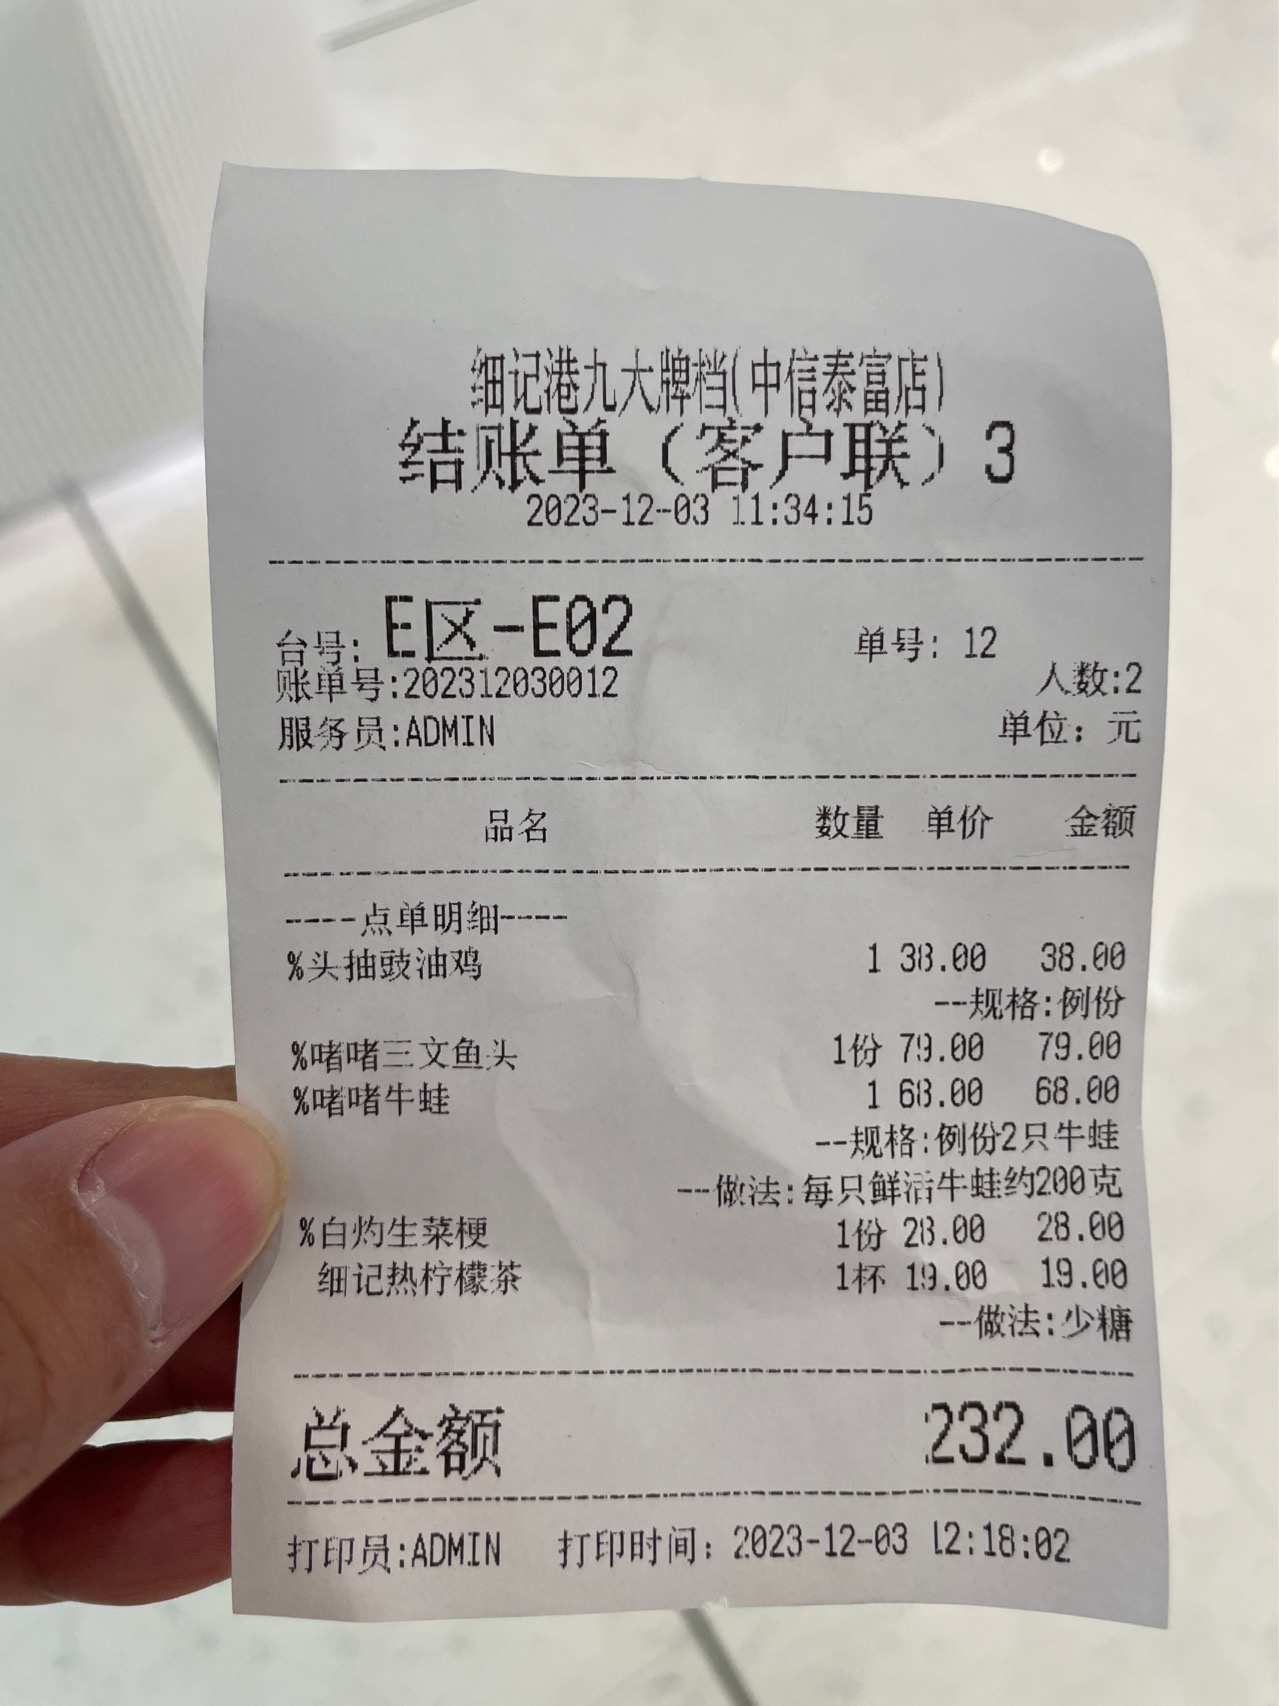 细记港九大牌档(中信泰富店)
结账单（客户联）3
2023-12-03 11:34:15
台号: E区-E02 单号: 12
账单号:202312030012 人数:2
服务员:ADMIN 单位：元
品名 数量 单价 金额
----点单明细----
%头抽豉油鸡 1 38.00 38.00
--规格:例份
%啫啫三文鱼头 1份 79.00 79.00
%啫啫牛蛙 1 68.00 68.00
--规格:例份2只牛蛙
--做法:每只鲜活牛蛙约200克
%白灼生菜梗 1份 28.00 28.00
细记热柠檬茶 1杯 19.00 19.00
--做法:少糖
总金额 232.00
打印员:ADMIN 打印时间：2023-12-03 12:18:02